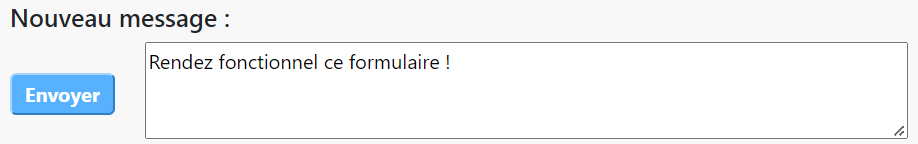 Nouveau message :
Rendez fonctionnel ce formulaire !
Envoyer